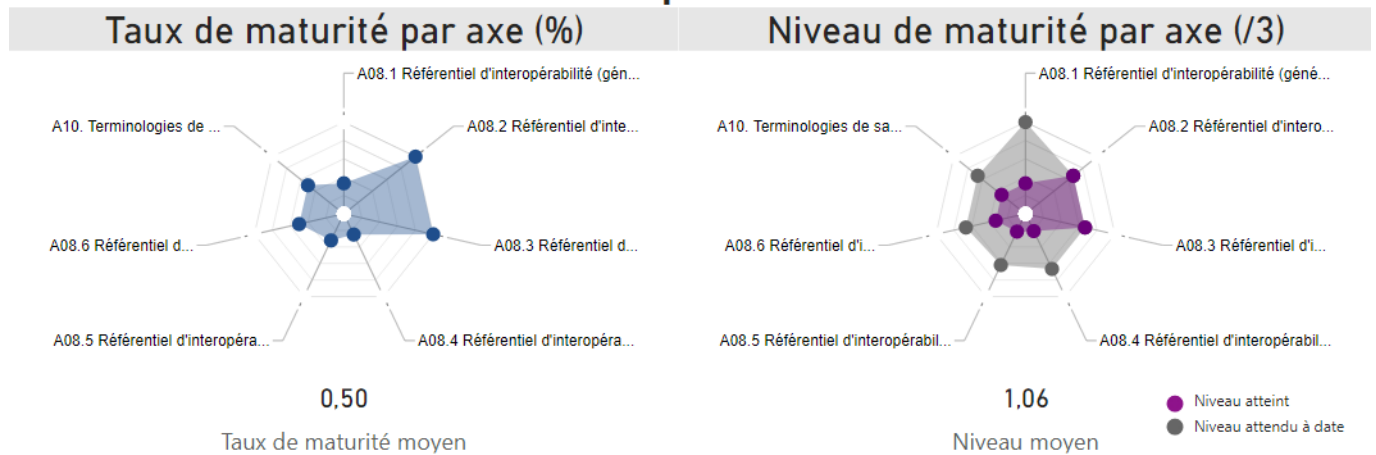 Taux de maturité par axe (%)
Niveau de maturité par axe (/3)
A08.1 Référentiel d'interopérabilité (gén...
A10. Terminologies de ...
A08.2 Référentiel d'inte...
A08.6 Référentiel d...
A08.3 Référentiel d...
A08.5 Référentiel d'interopéra...
A08.4 Référentiel d'interopéra...
0,50
Taux de maturité moyen
A08.1 Référentiel d'interopérabilité (géné...
A10. Terminologies de sa...
A08.2 Référentiel d'intero...
A08.6 Référentiel d'i...
A08.3 Référentiel d'i...
A08.5 Référentiel d'interopérabil...
A08.4 Référentiel d'interopérabil...
1,06
Niveau moyen
Niveau atteint
Niveau attendu à date